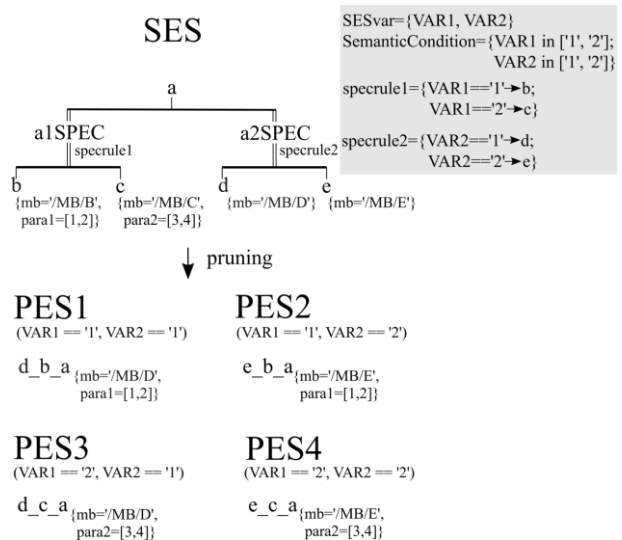 SES
SESvar={VAR1, VAR2}
SemanticCondition={VAR1 in ['1', '2'];
VAR2 in ['1', '2']}
specrule1={VAR1=='1'→b;
VAR1=='2'→c}
specrule2={VAR2=='1'→d;
VAR2=='2'→e}
a
a1SPEC
a2SPEC
specrule1
specrule2
b
c
d
e
{mb='/MB/B',
para1=[1,2]}
{mb='/MB/C',
para2=[3,4]}
{mb='/MB/D'}
{mb='/MB/E'}
pruning
PES1
(VAR1 == '1', VAR2 == '1')
d_b_a {mb='/MB/D',
para1=[1,2]}
PES2
(VAR1 == '1', VAR2 == '2')
e_b_a {mb='/MB/E',
para1=[1,2]}
PES3
(VAR1 == '2', VAR2 == '1')
d_c_a {mb='/MB/D',
para2=[3,4]}
PES4
(VAR1 == '2', VAR2 == '2')
e_c_a {mb='/MB/E',
para2=[3,4]}